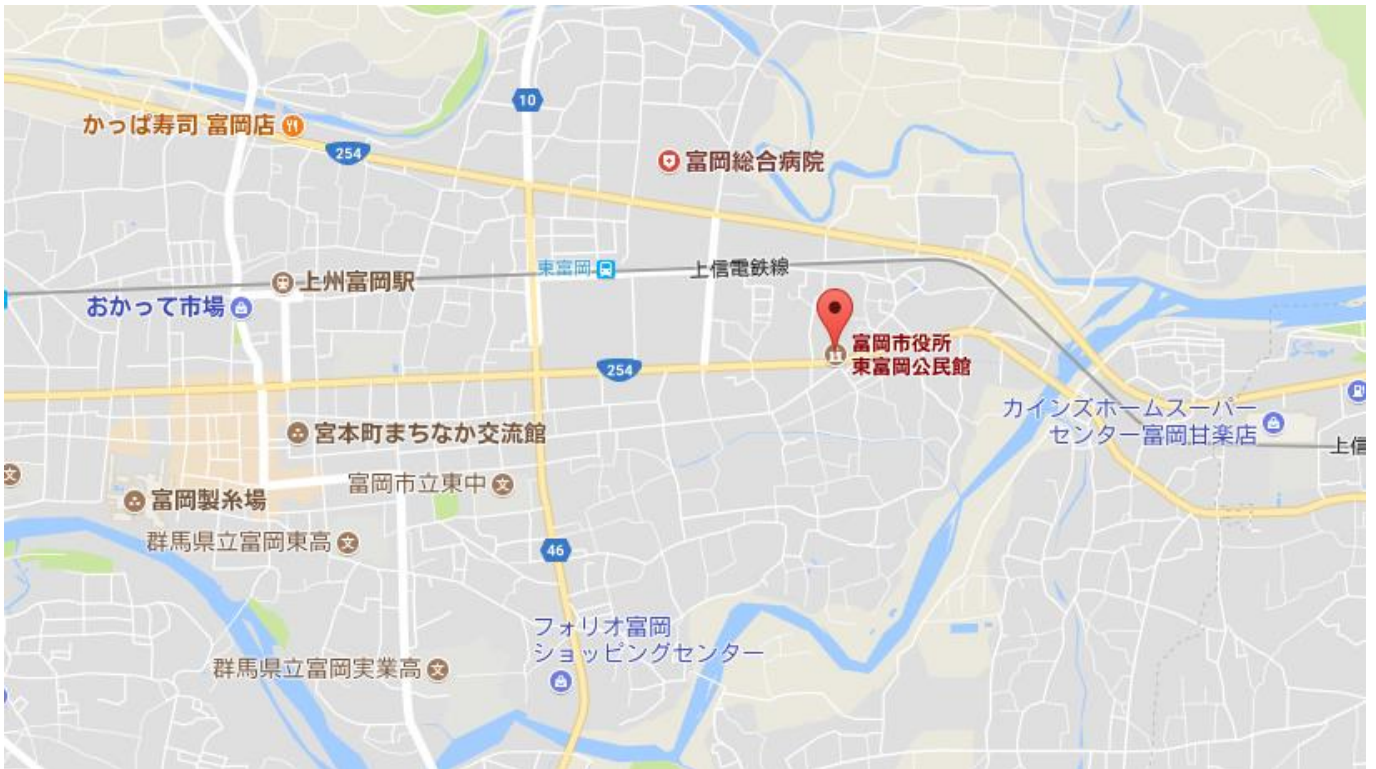 10
かっぱ寿司 富岡店
254
富岡総合病院
東富岡
上信電鉄線
上州富岡駅
おかって市場
富岡市役所
東富岡公民館
254
カインズホームスーパー
センター富岡甘楽店
宮本町まちなか交流館
上信
富岡市立東中
文
文
富岡製糸場
群馬県立富岡東高
文
46
フォリオ富岡
ショッピングセンター
群馬県立富岡実業高
文